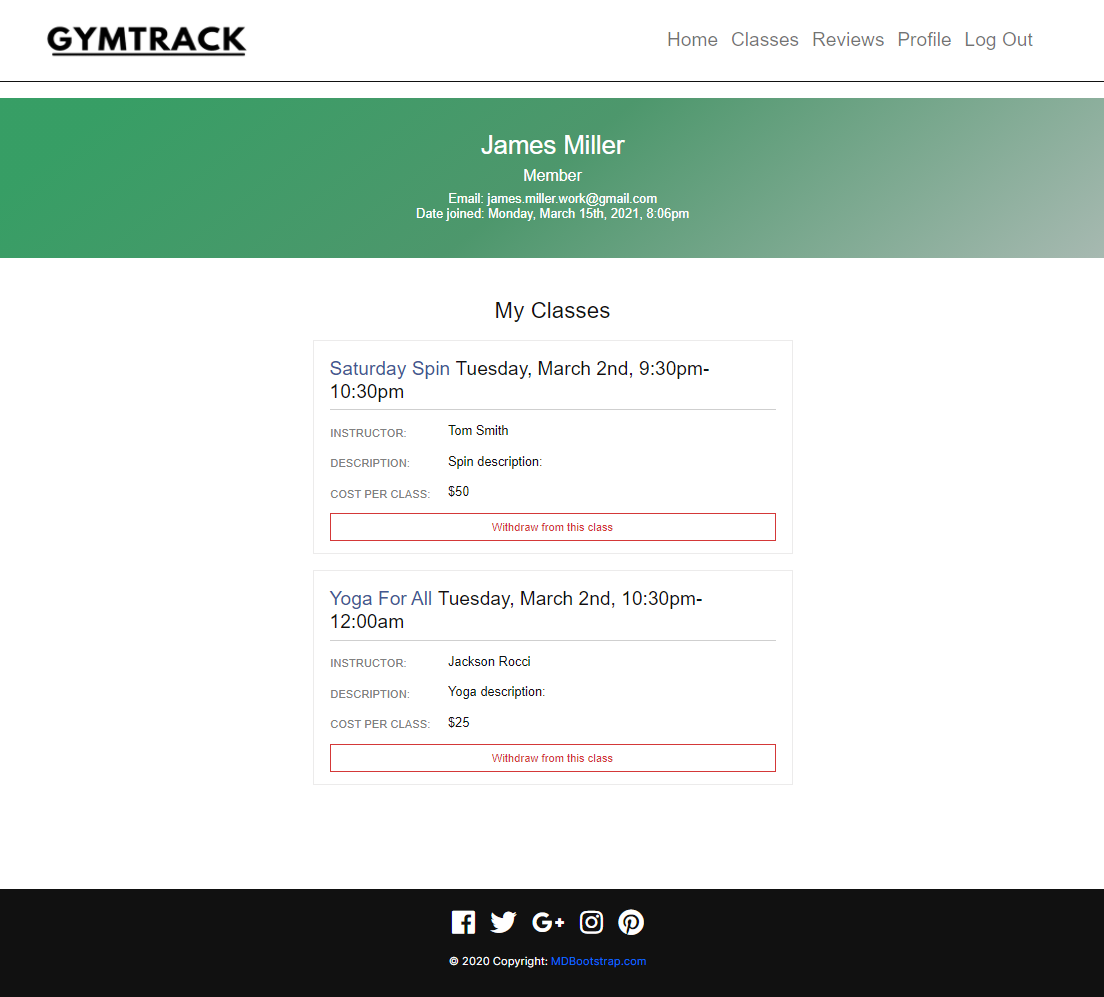 GYMTRACK
Home Classes Reviews Profile Log Out
James Miller
Member
Email: james.miller.work@gmail.com
Date joined: Monday, March 15th, 2021, 8:06pm
My Classes
Saturday Spin Tuesday, March 2nd, 9:30pm-
10:30pm
INSTRUCTOR: Tom Smith
DESCRIPTION: Spin description:
COST PER CLASS: $50
Withdraw from this class
Yoga For All Tuesday, March 2nd, 10:30pm-
12:00am
INSTRUCTOR: Jackson Rocci
DESCRIPTION: Yoga description:
COST PER CLASS: $25
Withdraw from this class
© 2020 Copyright: MDBootstrap.com